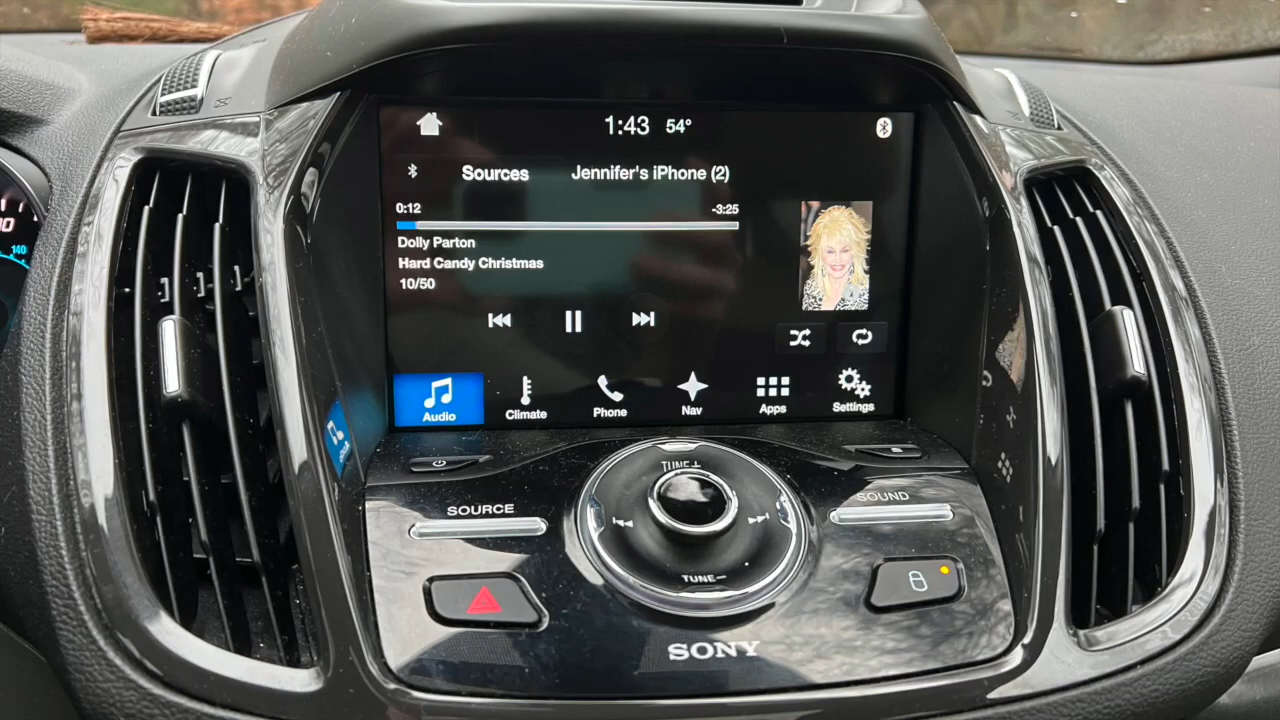 1:43 54°
Sources Jennifer's iPhone (2)
0:12 -3:25
Dolly Parton
Hard Candy Christmas
10/50
Audio Climate Phone Nav Apps Settings
TUNE+
SOURCE
SOUND
TUNE–
SONY
140